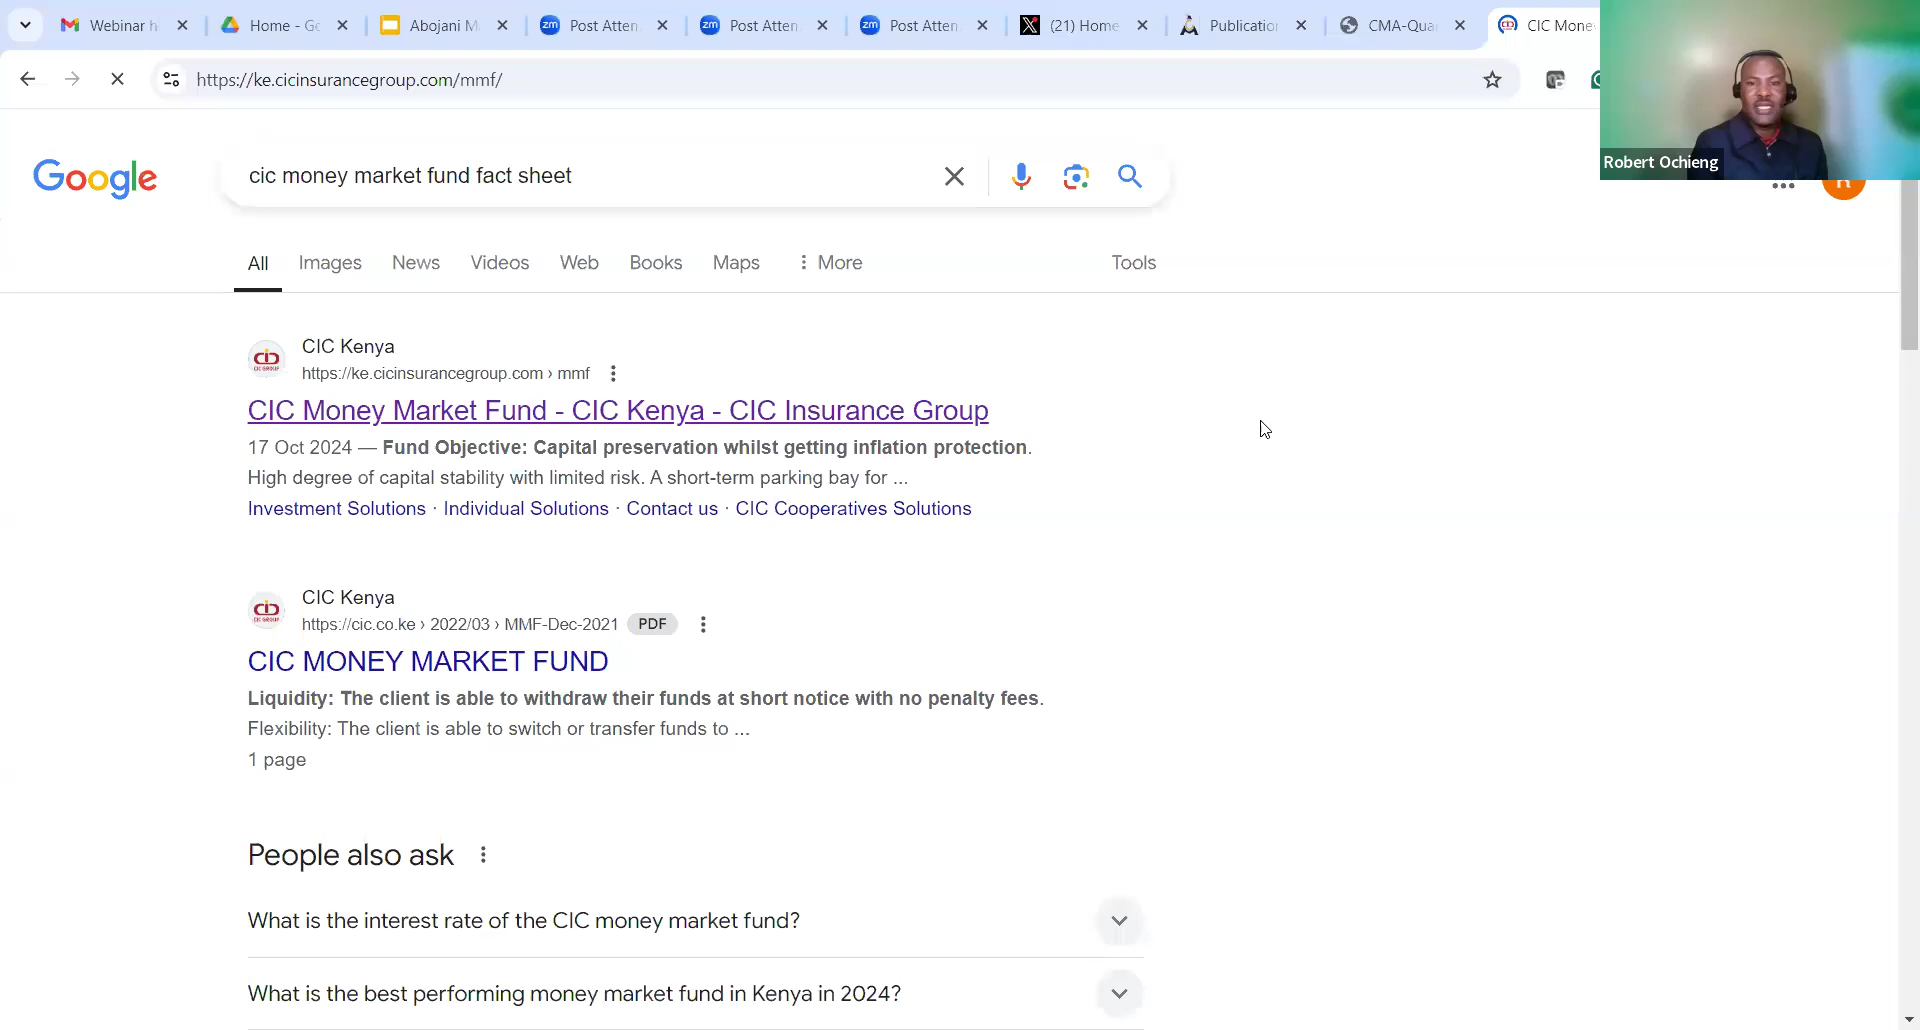 Webinar h
Home - Go
Abojani M
Post Atten
Post Atten
Post Atten
(21) Home
Publication
CMA-Qua
CIC Mone
https://ke.cicinsurancegroup.com/mmf/
Robert Ochieng
Google
cic money market fund fact sheet
All
Images
News
Videos
Web
Books
Maps
More
Tools
CIC Kenya
https://ke.cicinsurancegroup.com › mmf
CIC Money Market Fund - CIC Kenya - CIC Insurance Group
17 Oct 2024 — Fund Objective: Capital preservation whilst getting inflation protection.
High degree of capital stability with limited risk. A short-term parking bay for ...
Investment Solutions · Individual Solutions · Contact us · CIC Cooperatives Solutions
CIC Kenya
https://cic.co.ke › 2022/03 › MMF-Dec-2021 PDF
CIC MONEY MARKET FUND
Liquidity: The client is able to withdraw their funds at short notice with no penalty fees.
Flexibility: The client is able to switch or transfer funds to ...
1 page
People also ask
What is the interest rate of the CIC money market fund?
What is the best performing money market fund in Kenya in 2024?